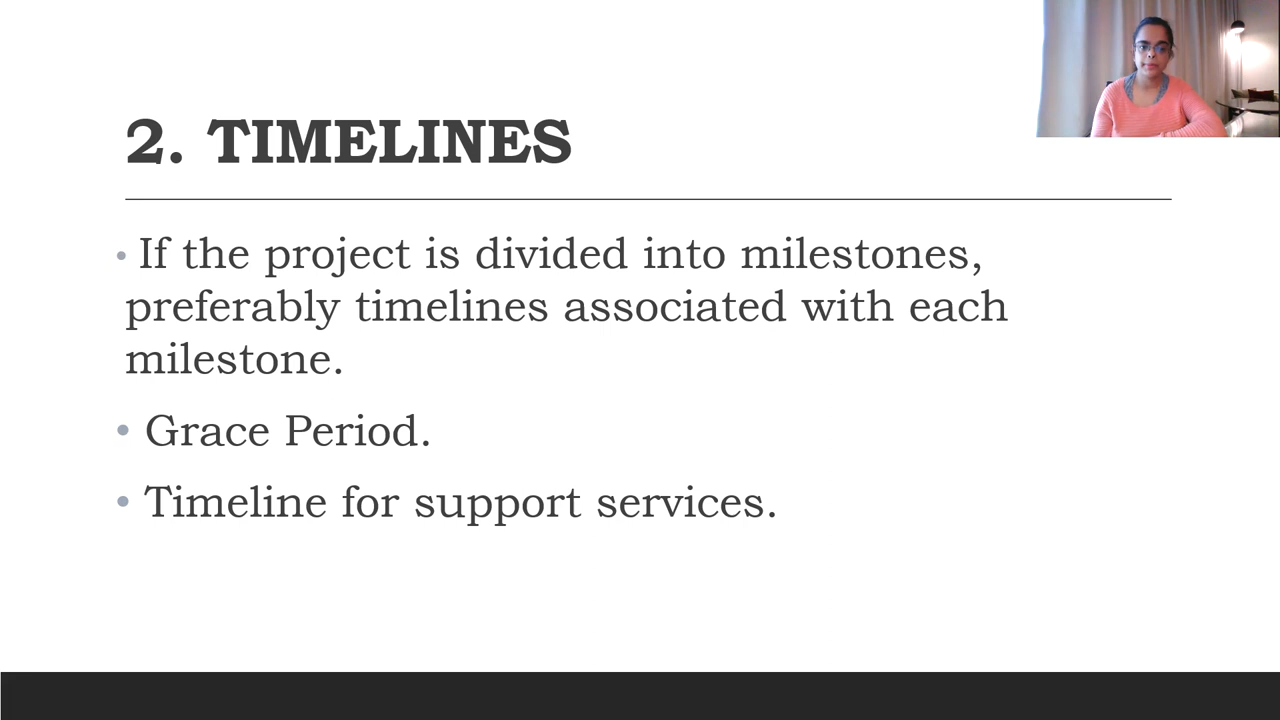 2. TIMELINES
• If the project is divided into milestones,
preferably timelines associated with each
milestone.
• Grace Period.
• Timeline for support services.